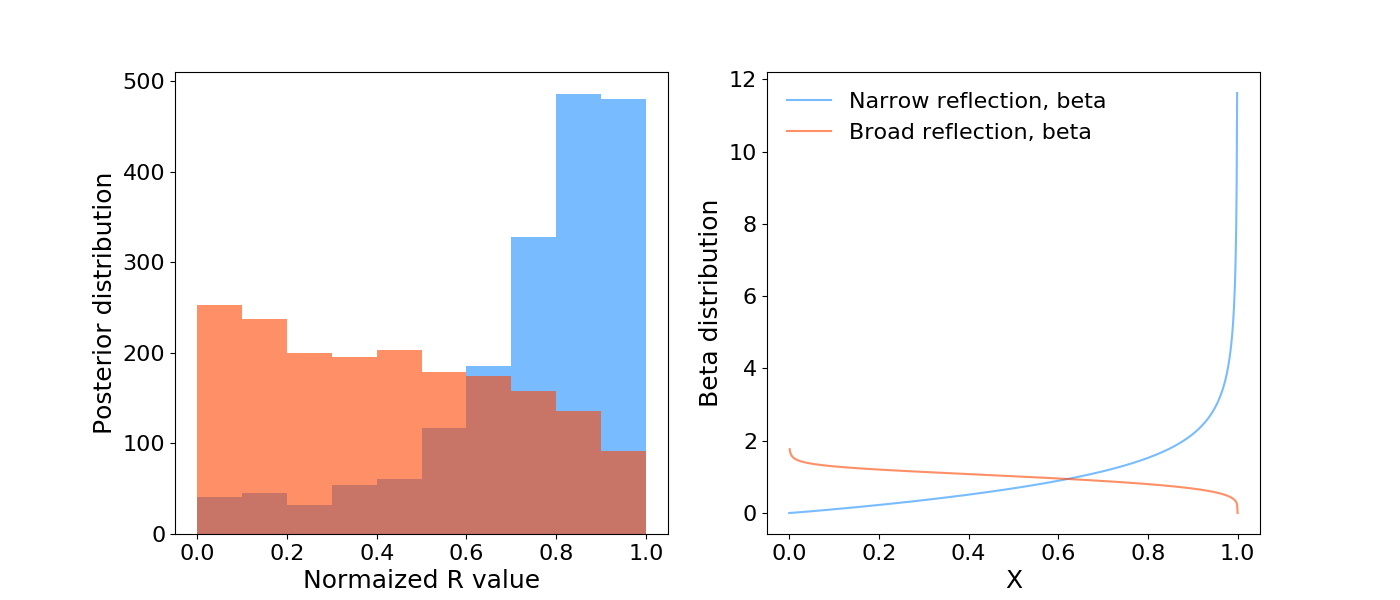 500
400
300
200
100
0
Posterior distribution
0.0 0.2 0.4 0.6 0.8 1.0
Normaized R value
12
10
8
6
4
2
0
Beta distribution
Narrow reflection, beta
Broad reflection, beta
0.0 0.2 0.4 0.6 0.8 1.0
X